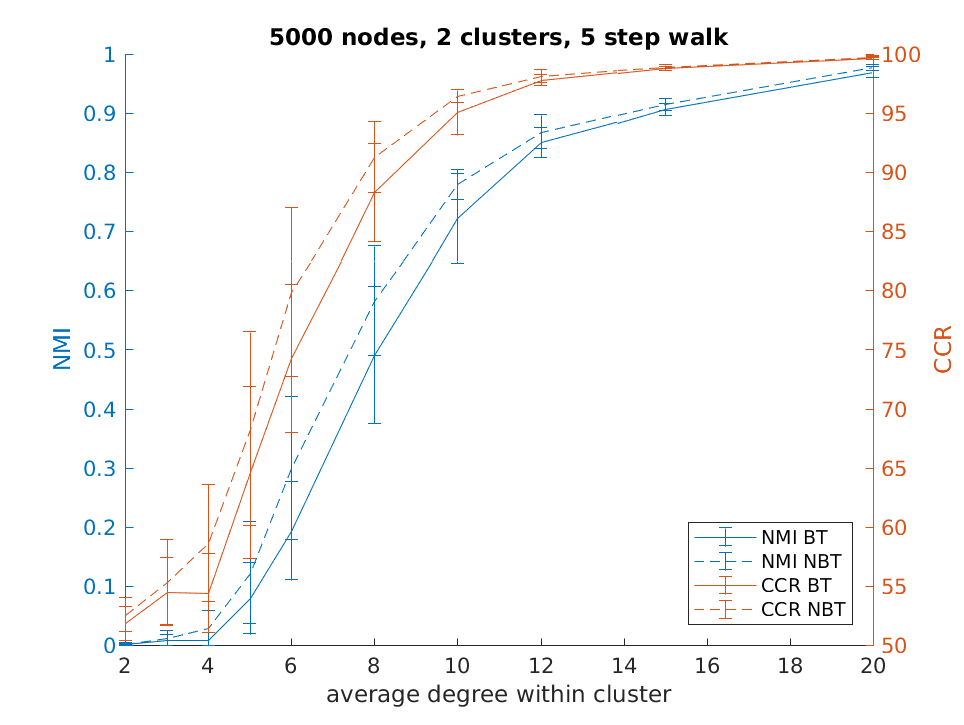 5000 nodes, 2 clusters, 5 step walk
1
0.9
0.8
0.7
0.6
0.5
0.4
0.3
0.2
0.1
0
NMI
100
95
90
85
80
75
70
65
60
55
50
CCR
NMI BT
NMI NBT
CCR BT
CCR NBT
2 4 6 8 10 12 14 16 18 20
average degree within cluster